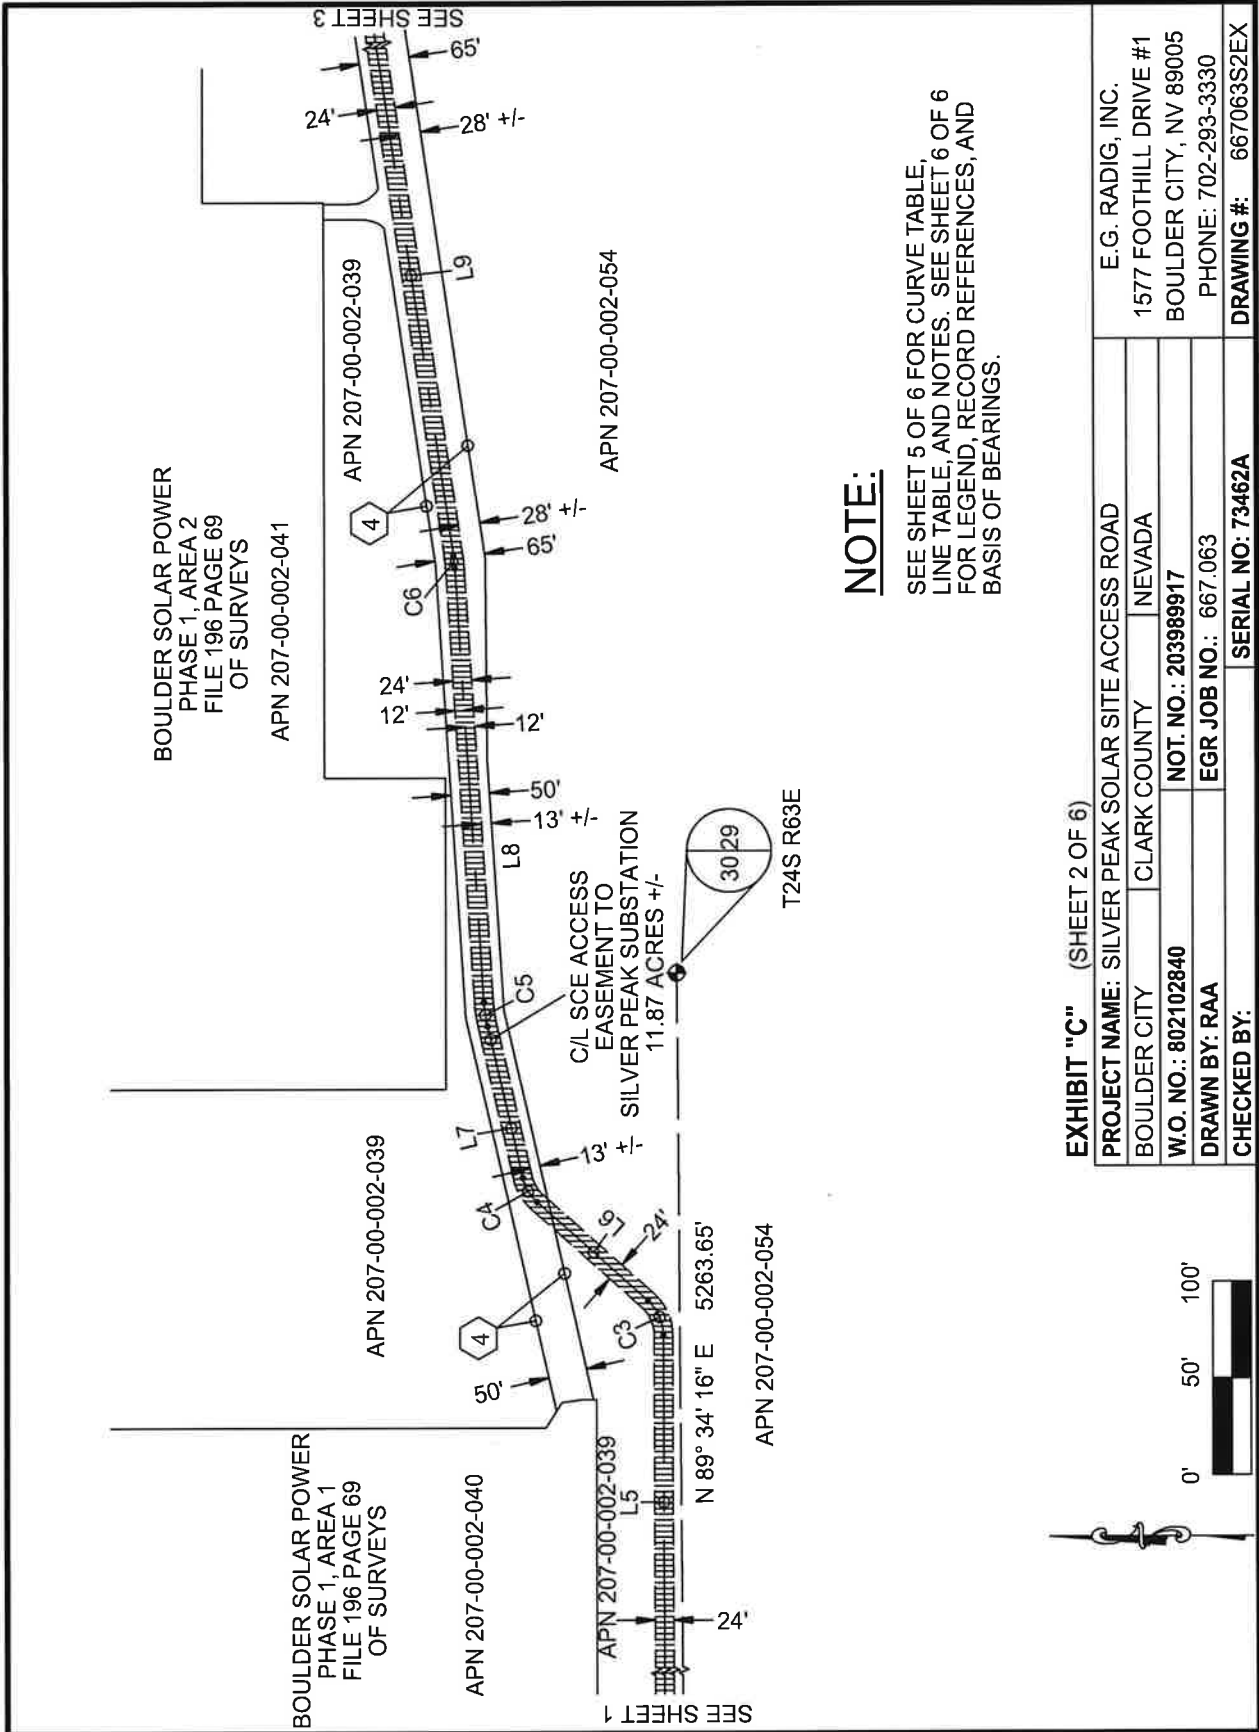 BOULDER SOLAR POWER
PHASE 1, AREA 1
FILE 196 PAGE 69
OF SURVEYS
APN 207-00-002-040
APN 207-00-002-039
BOULDER SOLAR POWER
PHASE 1, AREA 2
FILE 196 PAGE 69
OF SURVEYS
APN 207-00-002-041
APN 207-00-002-039
SEE SHEET 3
24'
65'
28' +/-
L9
4
C6
28' +/-
65'
24'
12'
12'
50'
13' +/-
L8
APN 207-00-002-054
C5
C/L SCE ACCESS
EASEMENT TO
SILVER PEAK SUBSTATION
11.87 ACRES +/-
L7
C4
13' +/-
4
50'
L6
24'
C3
APN 207-00-002-039
L5
24'
SEE SHEET 1
N 89° 34' 16" E 5263.65'
APN 207-00-002-054
30 29
T24S R63E
NOTE:
SEE SHEET 5 OF 6 FOR CURVE TABLE,
LINE TABLE, AND NOTES. SEE SHEET 6 OF 6
FOR LEGEND, RECORD REFERENCES, AND
BASIS OF BEARINGS.
0' 50' 100'
EXHIBIT "C" (SHEET 2 OF 6)
PROJECT NAME: SILVER PEAK SOLAR SITE ACCESS ROAD
BOULDER CITY CLARK COUNTY NEVADA
W.O. NO.: 802102840 NOT. NO.: 203989917
DRAWN BY: RAA EGR JOB NO.: 667.063
CHECKED BY: SERIAL NO: 73462A
E.G. RADIG, INC.
1577 FOOTHILL DRIVE #1
BOULDER CITY, NV 89005
PHONE: 702-293-3330
DRAWING #: 667063S2EX